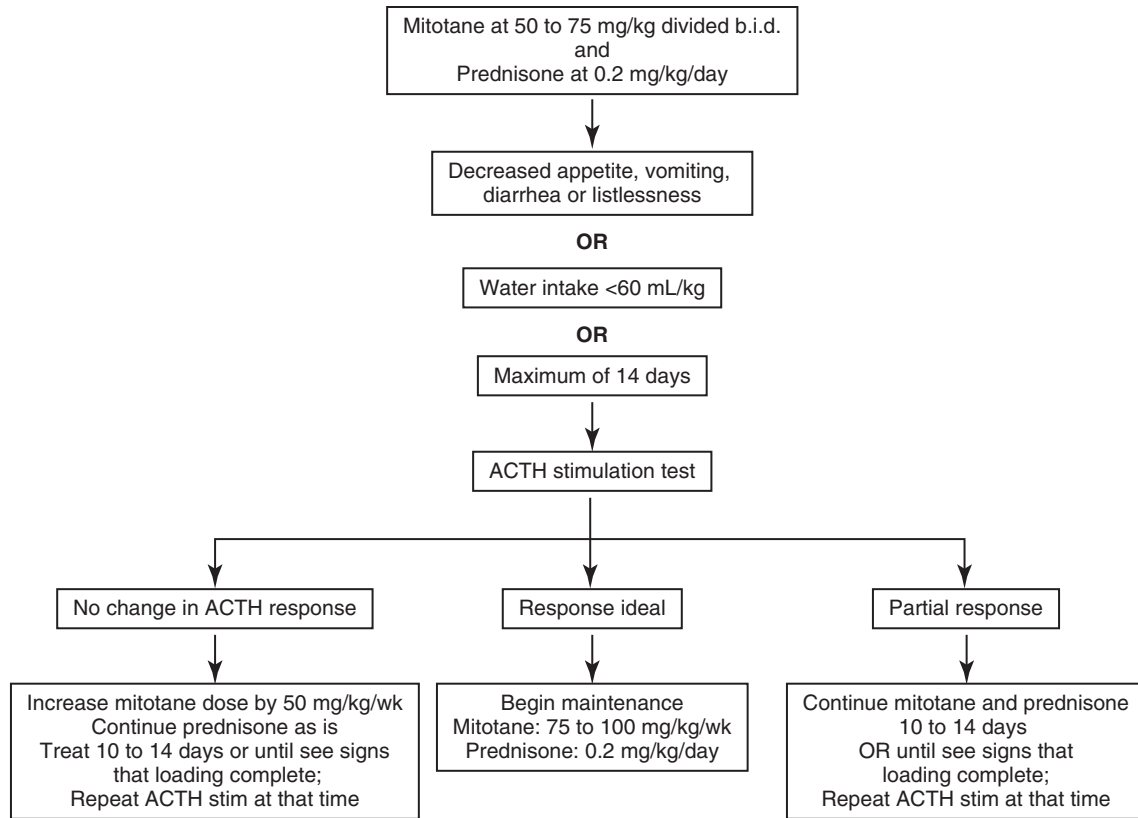 Mitotane at 50 to 75 mg/kg divided b.i.d.
and
Prednisone at 0.2 mg/kg/day
Decreased appetite, vomiting,
diarrhea or listlessness
OR
Water intake <60 mL/kg
OR
Maximum of 14 days
ACTH stimulation test
No change in ACTH response
Response ideal
Partial response
Increase mitotane dose by 50 mg/kg/wk
Continue prednisone as is
Treat 10 to 14 days or until see signs
that loading complete;
Repeat ACTH stim at that time
Begin maintenance
Mitotane: 75 to 100 mg/kg/wk
Prednisone: 0.2 mg/kg/day
Continue mitotane and prednisone
10 to 14 days
OR until see signs that
loading complete;
Repeat ACTH stim at that time